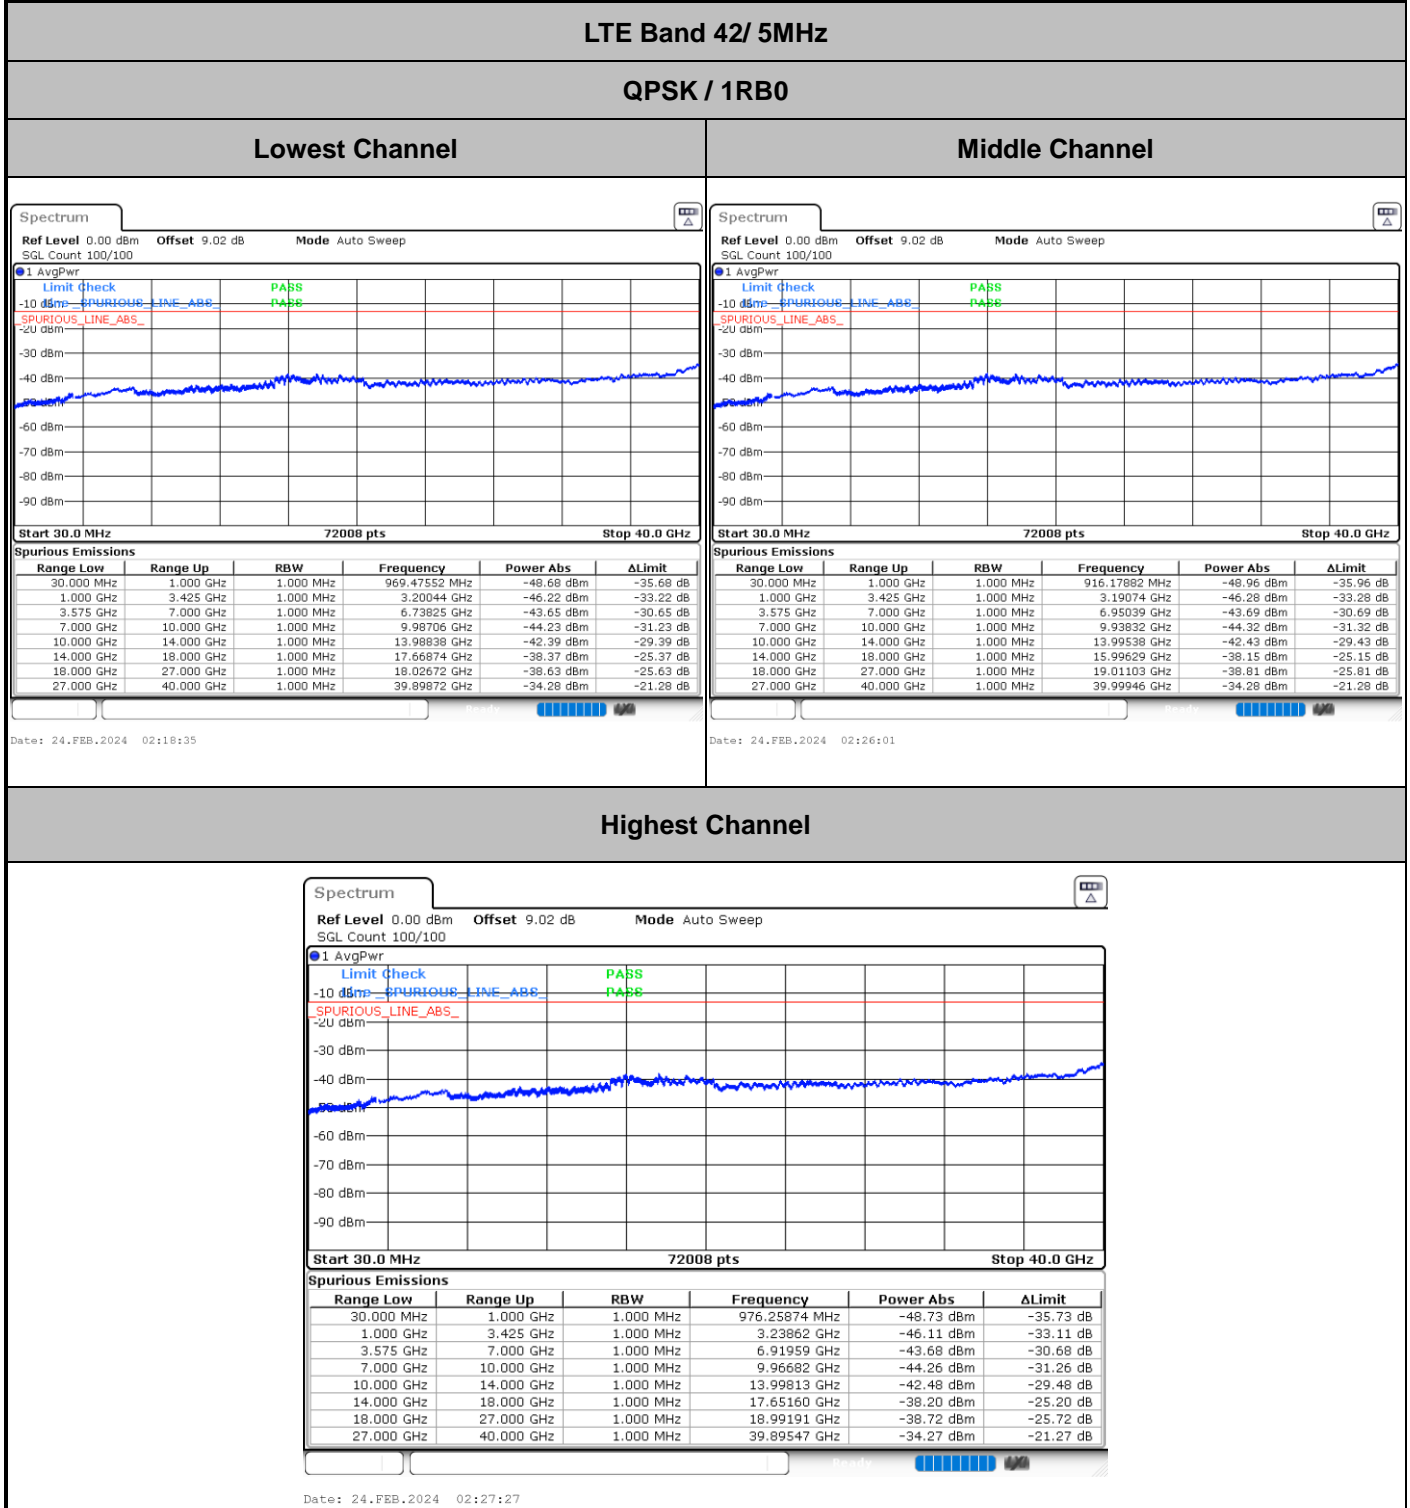 LTE Band 42/ 5MHz
QPSK / 1RB0
Lowest Channel
Middle Channel
Spectrum
Ref Level 0.00 dBm Offset 9.02 dB Mode Auto Sweep
SGL Count 100/100
1 AvgPwr
Limit Check PASS
-10 dBm Line _SPURIOUS_LINE_ABS_ PASS
_SPURIOUS_LINE_ABS_
-20 dBm
-30 dBm
-40 dBm
-50 dBm
-60 dBm
-70 dBm
-80 dBm
-90 dBm
Start 30.0 MHz 72008 pts Stop 40.0 GHz
Spurious Emissions
Range Low Range Up RBW Frequency Power Abs ΔLimit
30.000 MHz 1.000 GHz 1.000 MHz 969.47552 MHz -48.68 dBm -35.68 dB
1.000 GHz 3.425 GHz 1.000 MHz 3.20044 GHz -46.22 dBm -33.22 dB
3.575 GHz 7.000 GHz 1.000 MHz 6.73825 GHz -43.65 dBm -30.65 dB
7.000 GHz 10.000 GHz 1.000 MHz 9.98706 GHz -44.23 dBm -31.23 dB
10.000 GHz 14.000 GHz 1.000 MHz 13.98838 GHz -42.39 dBm -29.39 dB
14.000 GHz 18.000 GHz 1.000 MHz 17.66874 GHz -38.37 dBm -25.37 dB
18.000 GHz 27.000 GHz 1.000 MHz 18.02672 GHz -38.63 dBm -25.63 dB
27.000 GHz 40.000 GHz 1.000 MHz 39.89872 GHz -34.28 dBm -21.28 dB
Ready
Date: 24.FEB.2024 02:18:35
Spectrum
Ref Level 0.00 dBm Offset 9.02 dB Mode Auto Sweep
SGL Count 100/100
1 AvgPwr
Limit Check PASS
-10 dBm Line _SPURIOUS_LINE_ABS_ PASS
_SPURIOUS_LINE_ABS_
-20 dBm
-30 dBm
-40 dBm
-50 dBm
-60 dBm
-70 dBm
-80 dBm
-90 dBm
Start 30.0 MHz 72008 pts Stop 40.0 GHz
Spurious Emissions
Range Low Range Up RBW Frequency Power Abs ΔLimit
30.000 MHz 1.000 GHz 1.000 MHz 916.17882 MHz -48.96 dBm -35.96 dB
1.000 GHz 3.425 GHz 1.000 MHz 3.19074 GHz -46.28 dBm -33.28 dB
3.575 GHz 7.000 GHz 1.000 MHz 6.95039 GHz -43.69 dBm -30.69 dB
7.000 GHz 10.000 GHz 1.000 MHz 9.93832 GHz -44.32 dBm -31.32 dB
10.000 GHz 14.000 GHz 1.000 MHz 13.99538 GHz -42.43 dBm -29.43 dB
14.000 GHz 18.000 GHz 1.000 MHz 15.99629 GHz -38.15 dBm -25.15 dB
18.000 GHz 27.000 GHz 1.000 MHz 19.01103 GHz -38.81 dBm -25.81 dB
27.000 GHz 40.000 GHz 1.000 MHz 39.99946 GHz -34.28 dBm -21.28 dB
Ready
Date: 24.FEB.2024 02:26:01
Highest Channel
Spectrum
Ref Level 0.00 dBm Offset 9.02 dB Mode Auto Sweep
SGL Count 100/100
1 AvgPwr
Limit Check PASS
-10 dBm Line _SPURIOUS_LINE_ABS_ PASS
_SPURIOUS_LINE_ABS_
-20 dBm
-30 dBm
-40 dBm
-50 dBm
-60 dBm
-70 dBm
-80 dBm
-90 dBm
Start 30.0 MHz 72008 pts Stop 40.0 GHz
Spurious Emissions
Range Low Range Up RBW Frequency Power Abs ΔLimit
30.000 MHz 1.000 GHz 1.000 MHz 976.25874 MHz -48.73 dBm -35.73 dB
1.000 GHz 3.425 GHz 1.000 MHz 3.23862 GHz -46.11 dBm -33.11 dB
3.575 GHz 7.000 GHz 1.000 MHz 6.91959 GHz -43.68 dBm -30.68 dB
7.000 GHz 10.000 GHz 1.000 MHz 9.96682 GHz -44.26 dBm -31.26 dB
10.000 GHz 14.000 GHz 1.000 MHz 13.99813 GHz -42.48 dBm -29.48 dB
14.000 GHz 18.000 GHz 1.000 MHz 17.65160 GHz -38.20 dBm -25.20 dB
18.000 GHz 27.000 GHz 1.000 MHz 18.99191 GHz -38.72 dBm -25.72 dB
27.000 GHz 40.000 GHz 1.000 MHz 39.89547 GHz -34.27 dBm -21.27 dB
Ready
Date: 24.FEB.2024 02:27:27